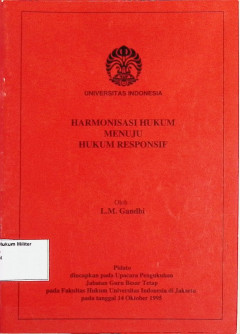 UNIVERSITAS INDONESIA
HARMONISASI HUKUM
MENUJU
HUKUM RESPONSIF
Oleh :
L.M. Gandhi
Hukum Militer
Pidato
diucapkan pada Upacara Pengukuhan
Jabatan Guru Besar Tetap
pada Fakultas Hukum Universitas Indonesia di Jakarta
pada tanggal 14 Oktober 1995